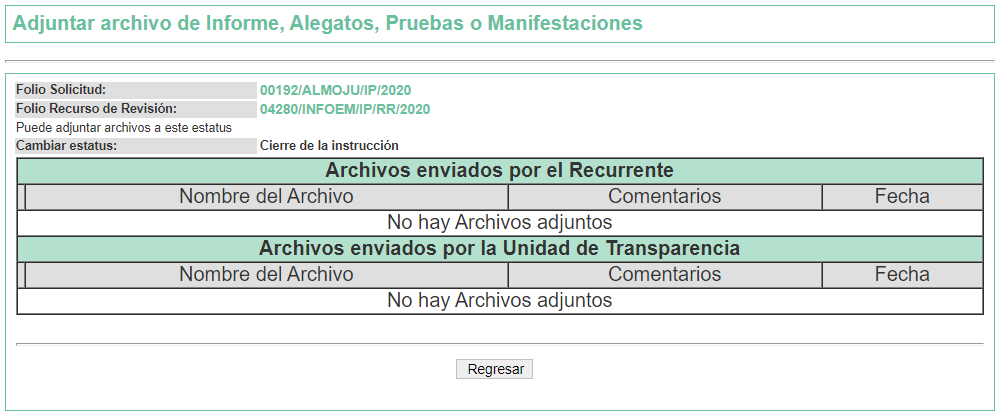 Adjuntar archivo de Informe, Alegatos, Pruebas o Manifestaciones
Folio Solicitud: 00192/ALMOJU/IP/2020
Folio Recurso de Revisión: 04280/INFOEM/IP/RR/2020
Puede adjuntar archivos a este estatus
Cambiar estatus: Cierre de la instrucción
Archivos enviados por el Recurrente
Nombre del Archivo Comentarios Fecha
No hay Archivos adjuntos
Archivos enviados por la Unidad de Transparencia
Nombre del Archivo Comentarios Fecha
No hay Archivos adjuntos
Regresar